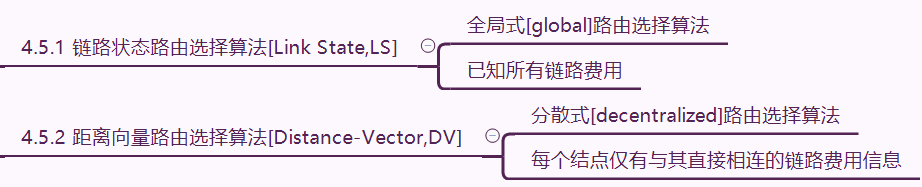 4.5.1 链路状态路由选择算法[Link State,LS]
全局式[global]路由选择算法
已知所有链路费用
4.5.2 距离向量路由选择算法[Distance-Vector,DV]
分散式[decentralized]路由选择算法
每个结点仅有与其直接相连的链路费用信息